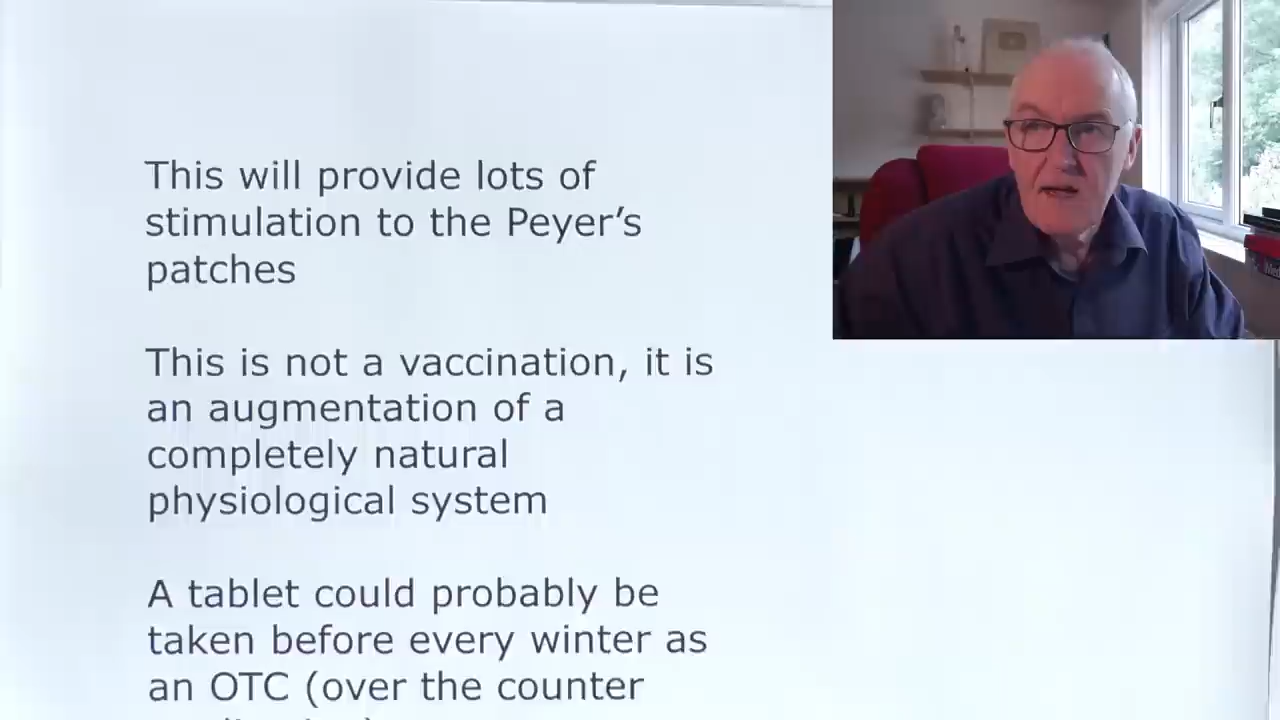 This will provide lots of
stimulation to the Peyer’s
patches
This is not a vaccination, it is
an augmentation of a
completely natural
physiological system
A tablet could probably be
taken before every winter as
an OTC (over the counter